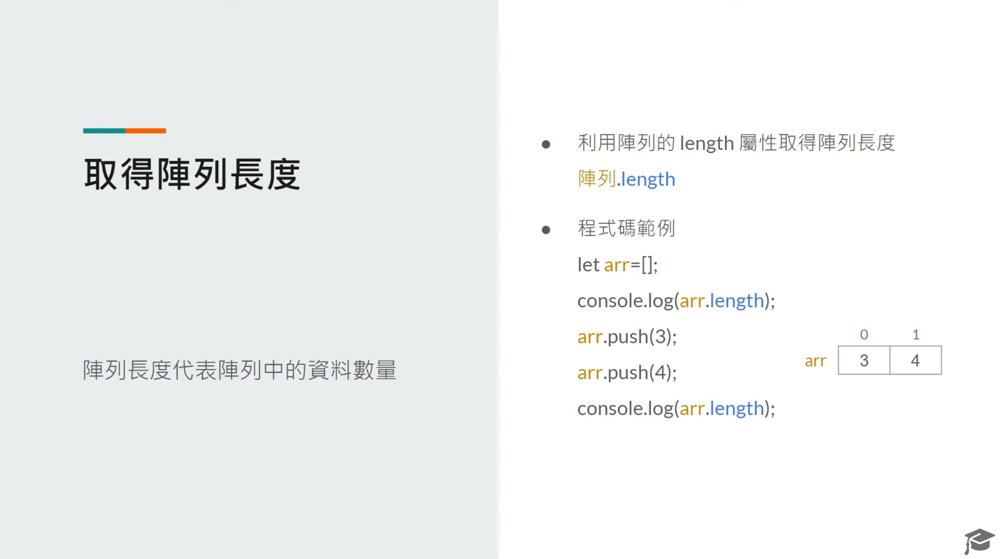 取得陣列長度
陣列長度代表陣列中的資料數量
● 利用陣列的 length 屬性取得陣列長度
陣列.length
● 程式碼範例
let arr=[];
console.log(arr.length);
arr.push(3);
arr.push(4);
console.log(arr.length);
0 1
arr 3 4